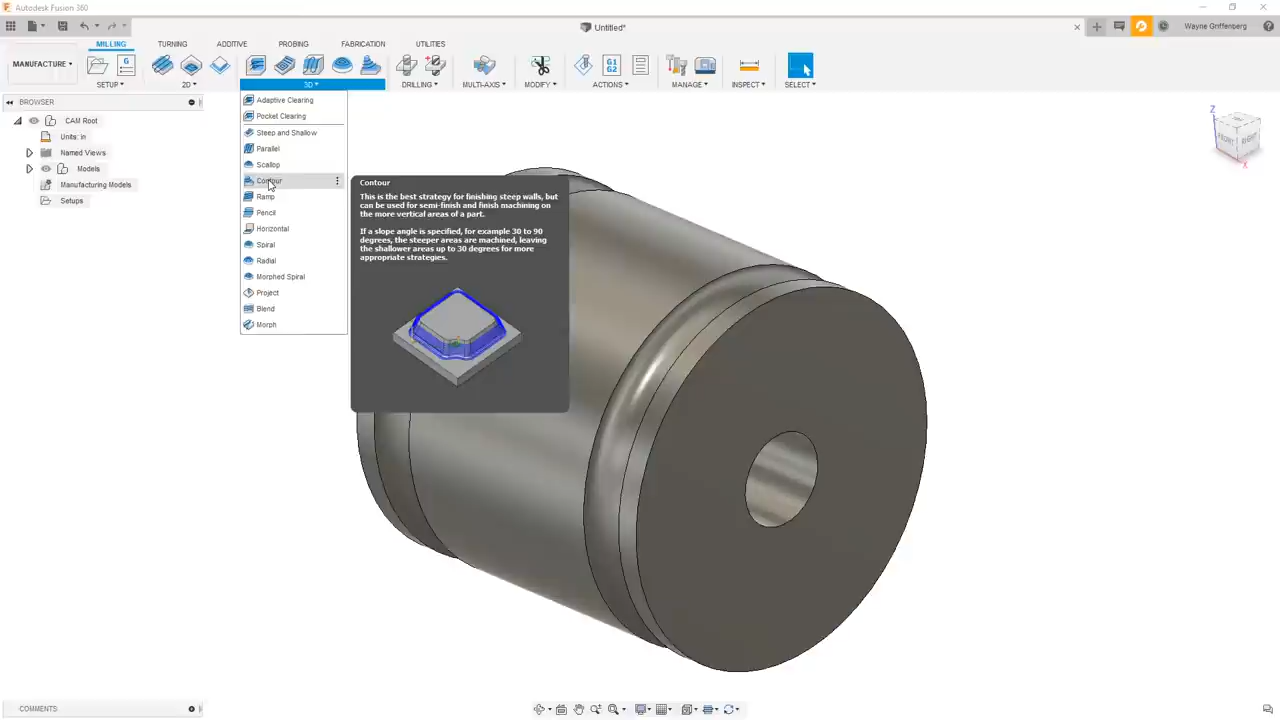 Autodesk Fusion 360
Untitled*
Wayne Griffenberg
MILLING
TURNING
ADDITIVE
PROBING
FABRICATION
UTILITIES
MANUFACTURE
G
G1
G2
SETUP
2D
3D
DRILLING
MULTI-AXIS
MODIFY
ACTIONS
MANAGE
INSPECT
SELECT
BROWSER
CAM Root
Units: in
Named Views
Models
Manufacturing Models
Setups
Adaptive Clearing
Pocket Clearing
Steep and Shallow
Parallel
Scallop
Contour
Ramp
Pencil
Horizontal
Spiral
Radial
Morphed Spiral
Project
Blend
Morph
Contour
This is the best strategy for finishing steep walls, but
can be used for semi-finish and finish machining on
the more vertical areas of a part.
If a slope angle is specified, for example 30 to 90
degrees, the steeper areas are machined, leaving
the shallower areas up to 30 degrees for more
appropriate strategies.
Z
FRONT
RIGHT
X
COMMENTS